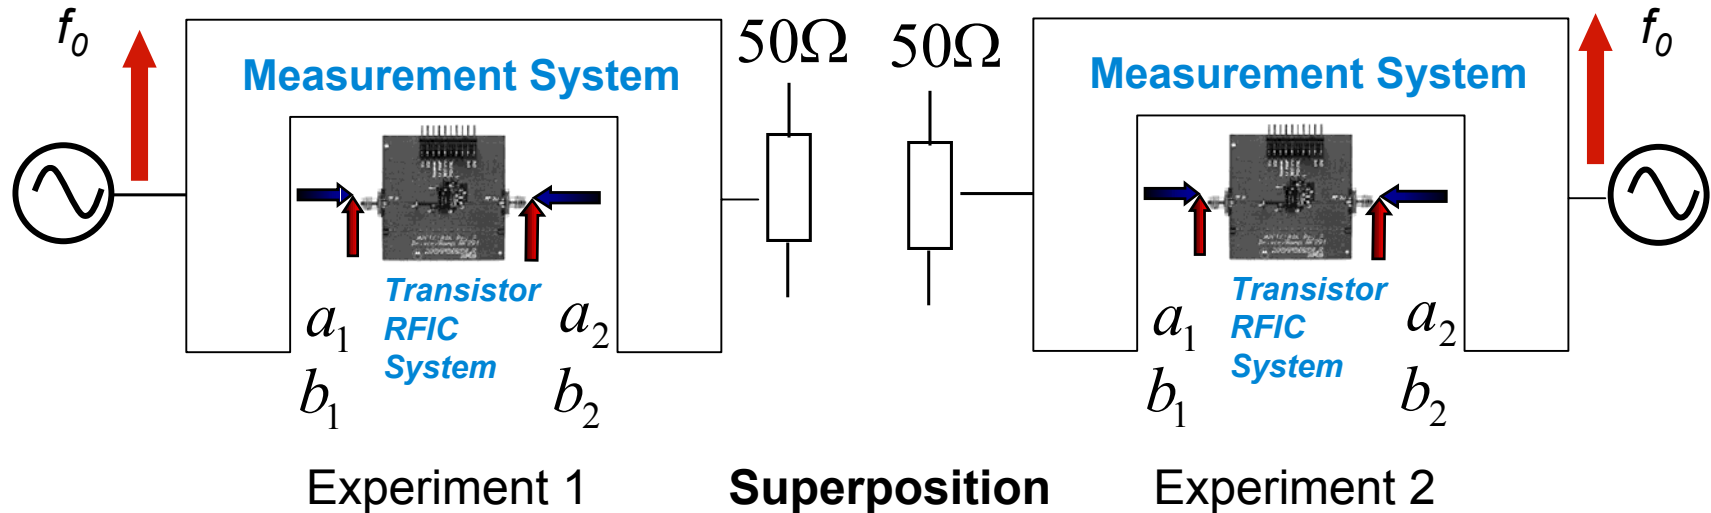 f₀
Measurement System
50Ω
Transistor
RFIC
System
a₁
b₁
a₂
b₂
Experiment 1
Superposition
50Ω
Measurement System
f₀
Transistor
RFIC
System
a₁
b₁
a₂
b₂
Experiment 2